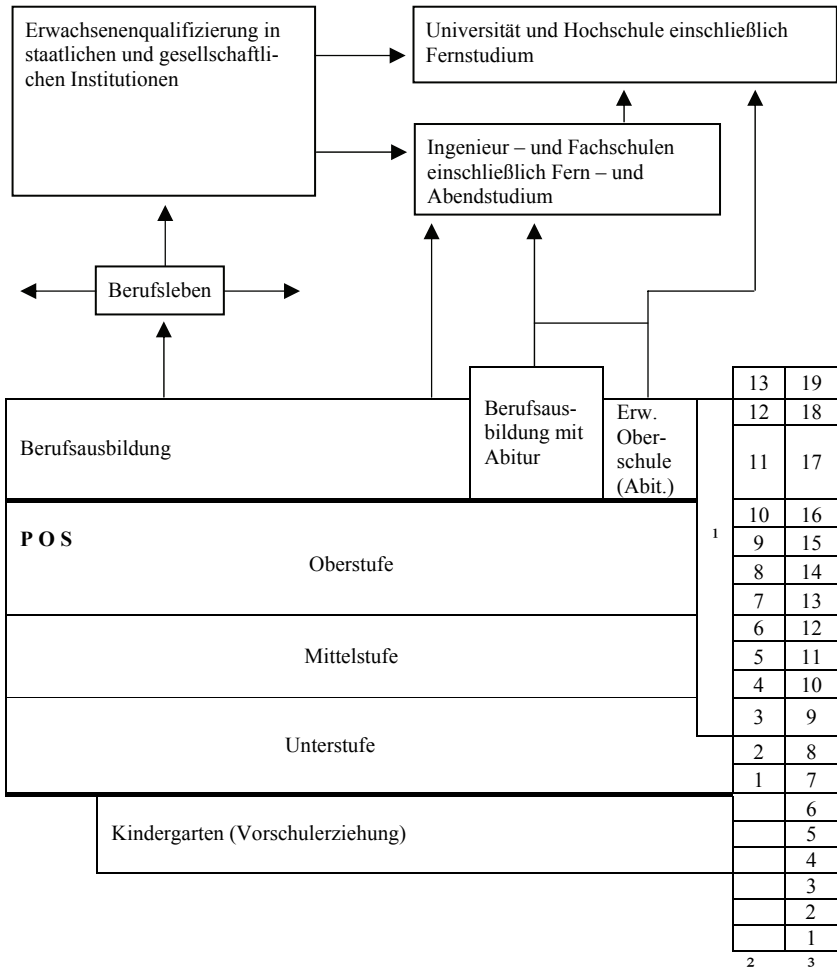 Erwachsenenqualifizierung in
staatlichen und gesellschaftli-
chen Institutionen
Universität und Hochschule einschließlich
Fernstudium
Ingenieur – und Fachschulen
einschließlich Fern – und
Abendstudium
Berufsleben
Berufsausbildung
Berufsaus-
bildung mit
Abitur
Erw.
Ober-
schule
(Abit.)
P O S
Oberstufe
Mittelstufe
Unterstufe
Kindergarten (Vorschulerziehung)
1
13 19
12 18
11 17
10 16
9 15
8 14
7 13
6 12
5 11
4 10
3 9
2 8
1 7
6
5
4
3
2
1
2 3